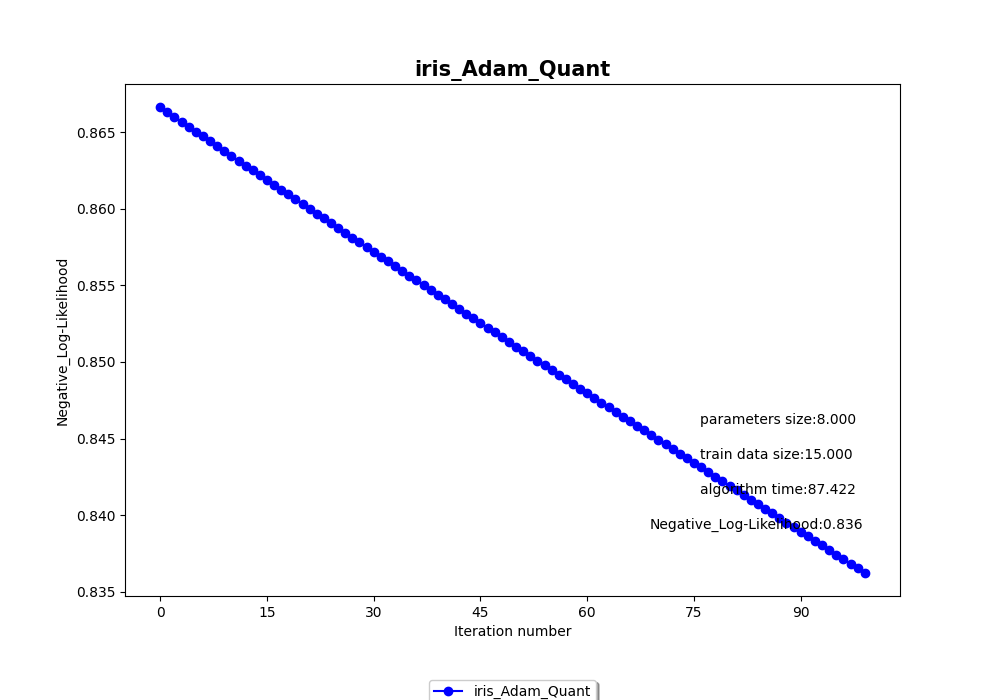 iris_Adam_Quant
0.865
0.860
0.855
0.850
0.845
0.840
0.835
Negative_Log-Likelihood
parameters size:8.000
train data size:15.000
algorithm time:87.422
Negative_Log-Likelihood:0.836
0 15 30 45 60 75 90
Iteration number
iris_Adam_Quant